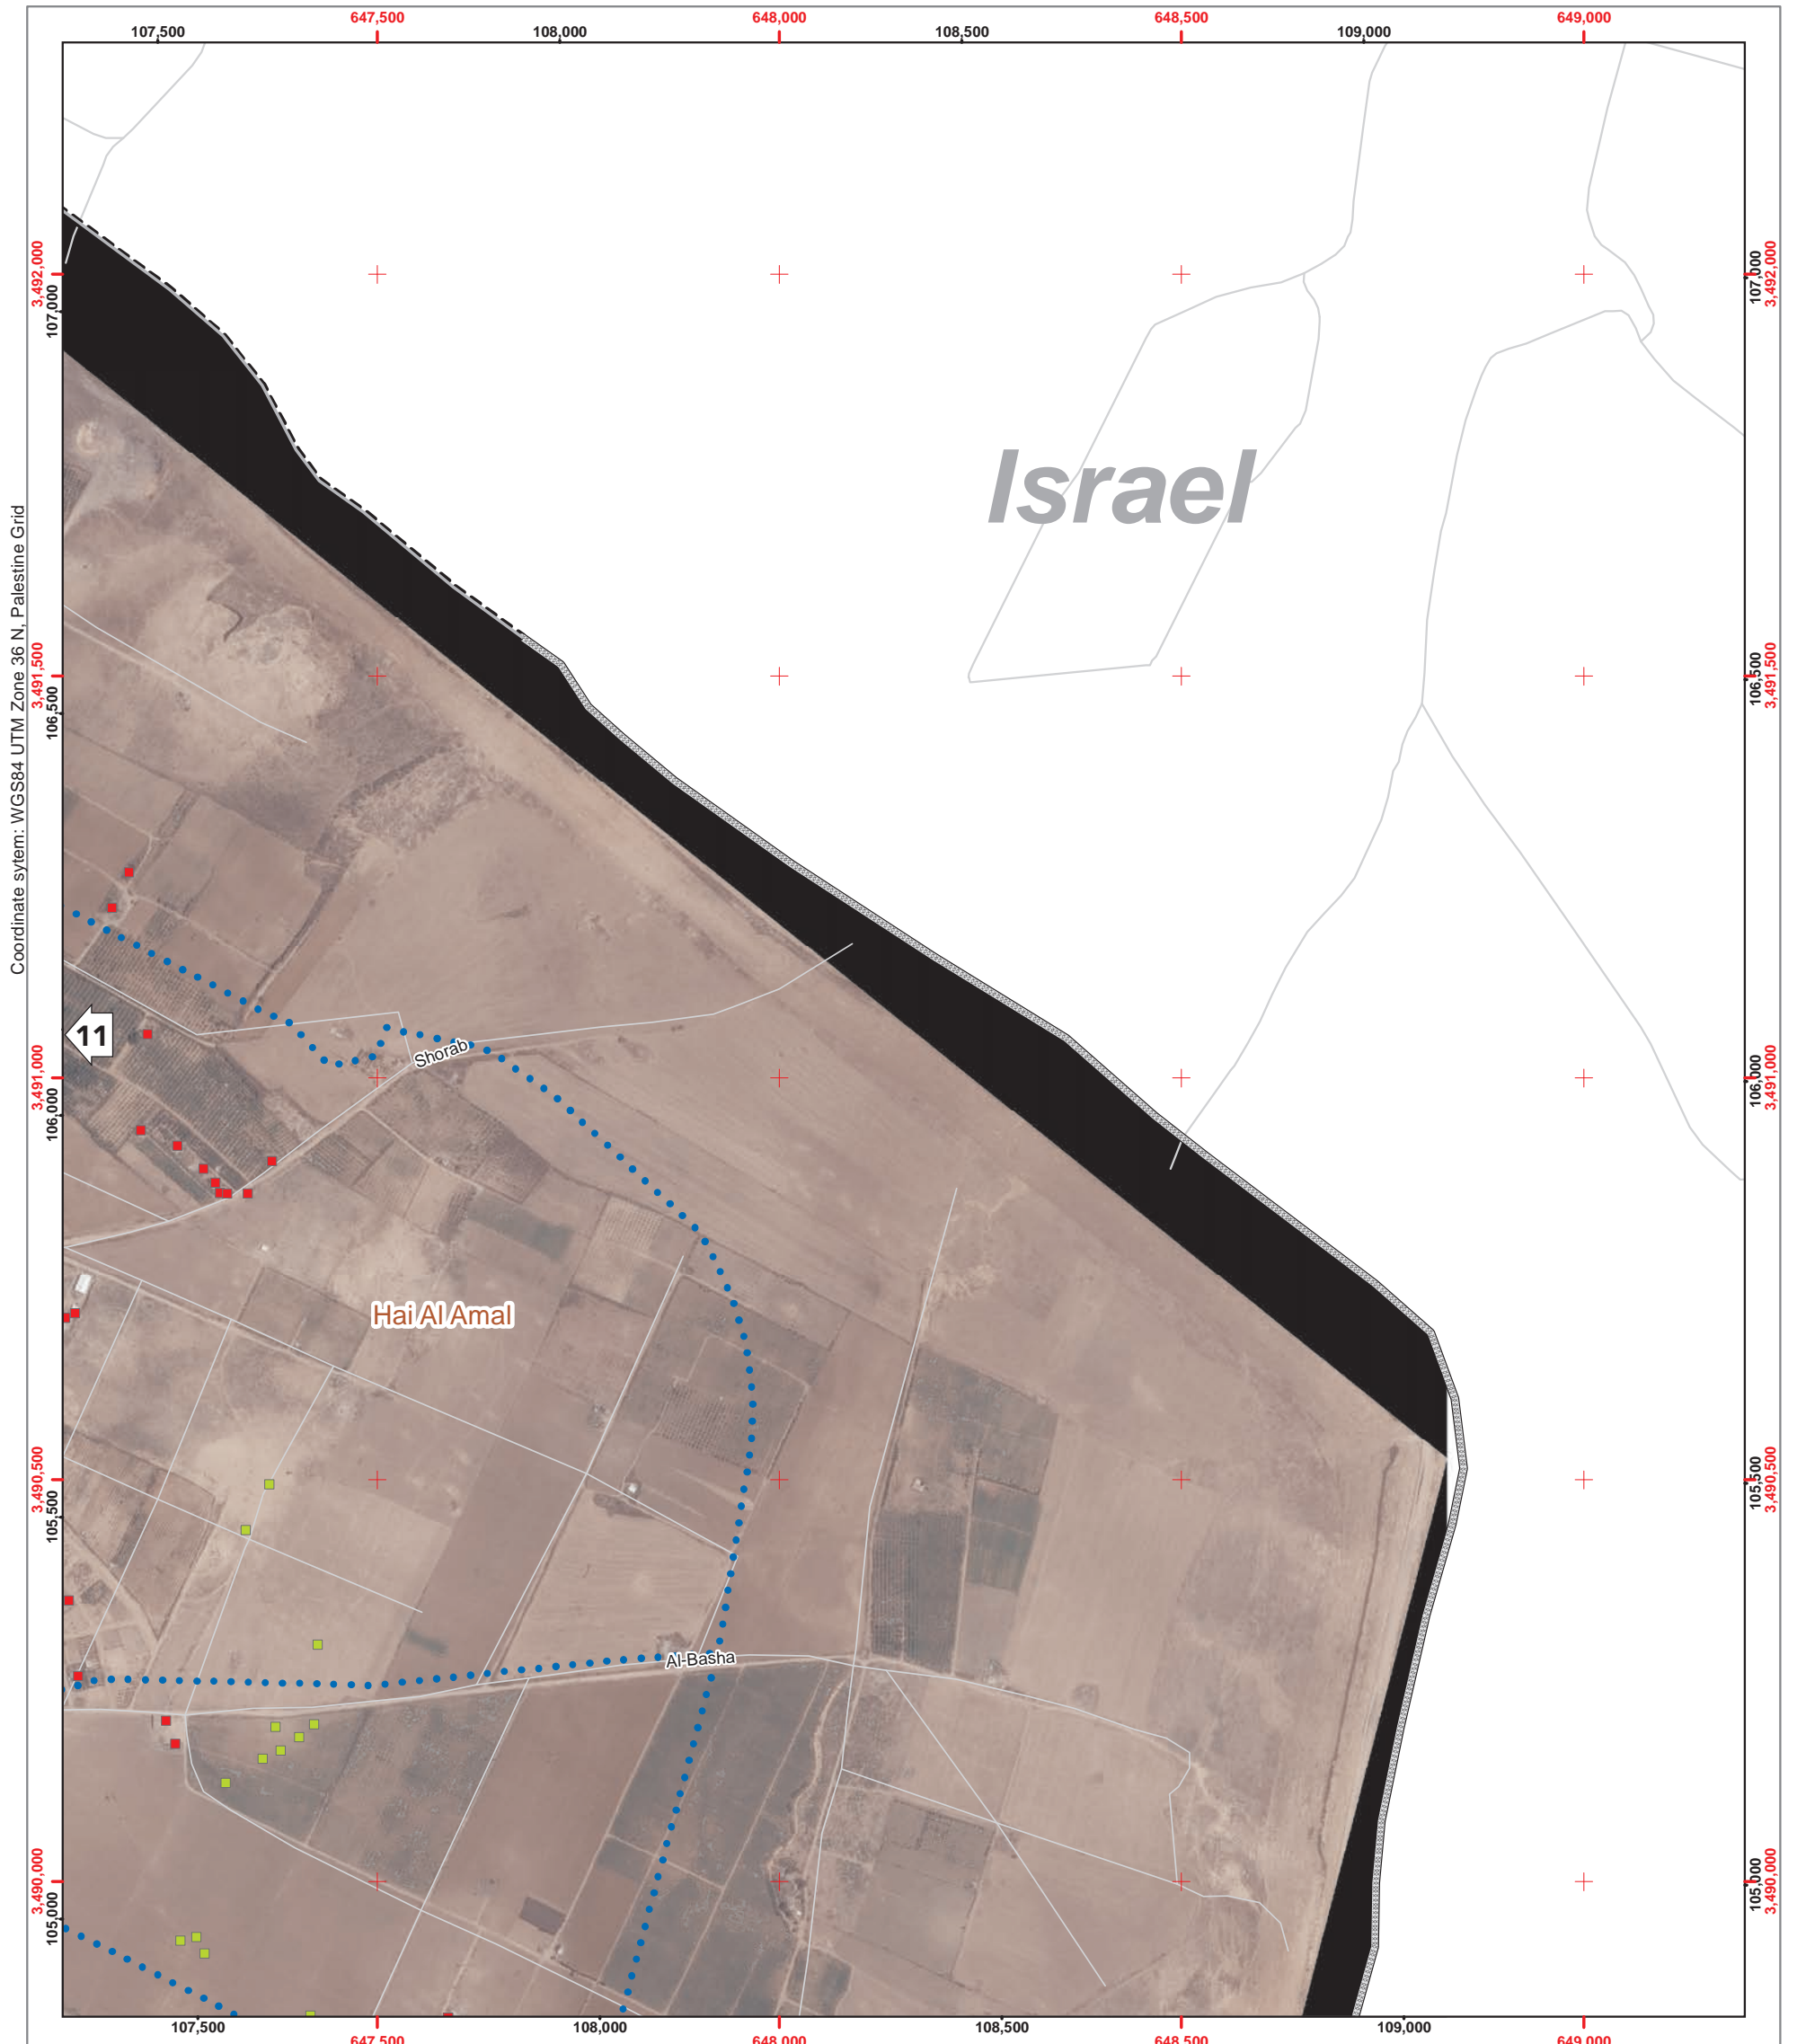 647,500 648,000 648,500 649,000
107,500 108,000 108,500 109,000
Coordinate sytem: WGS84 UTM Zone 36 N, Palestine Grid
3,492,000
107,000
107,000
3,492,000
Israel
3,491,500
106,500
106,500
3,491,500
11
Shorab
3,491,000
106,000
106,000
3,491,000
Hai Al Amal
3,490,500
105,500
105,500
3,490,500
Al-Basha
3,490,000
105,000
105,000
3,490,000
107,500 108,000 108,500 109,000
647,500 648,000 648,500 649,000